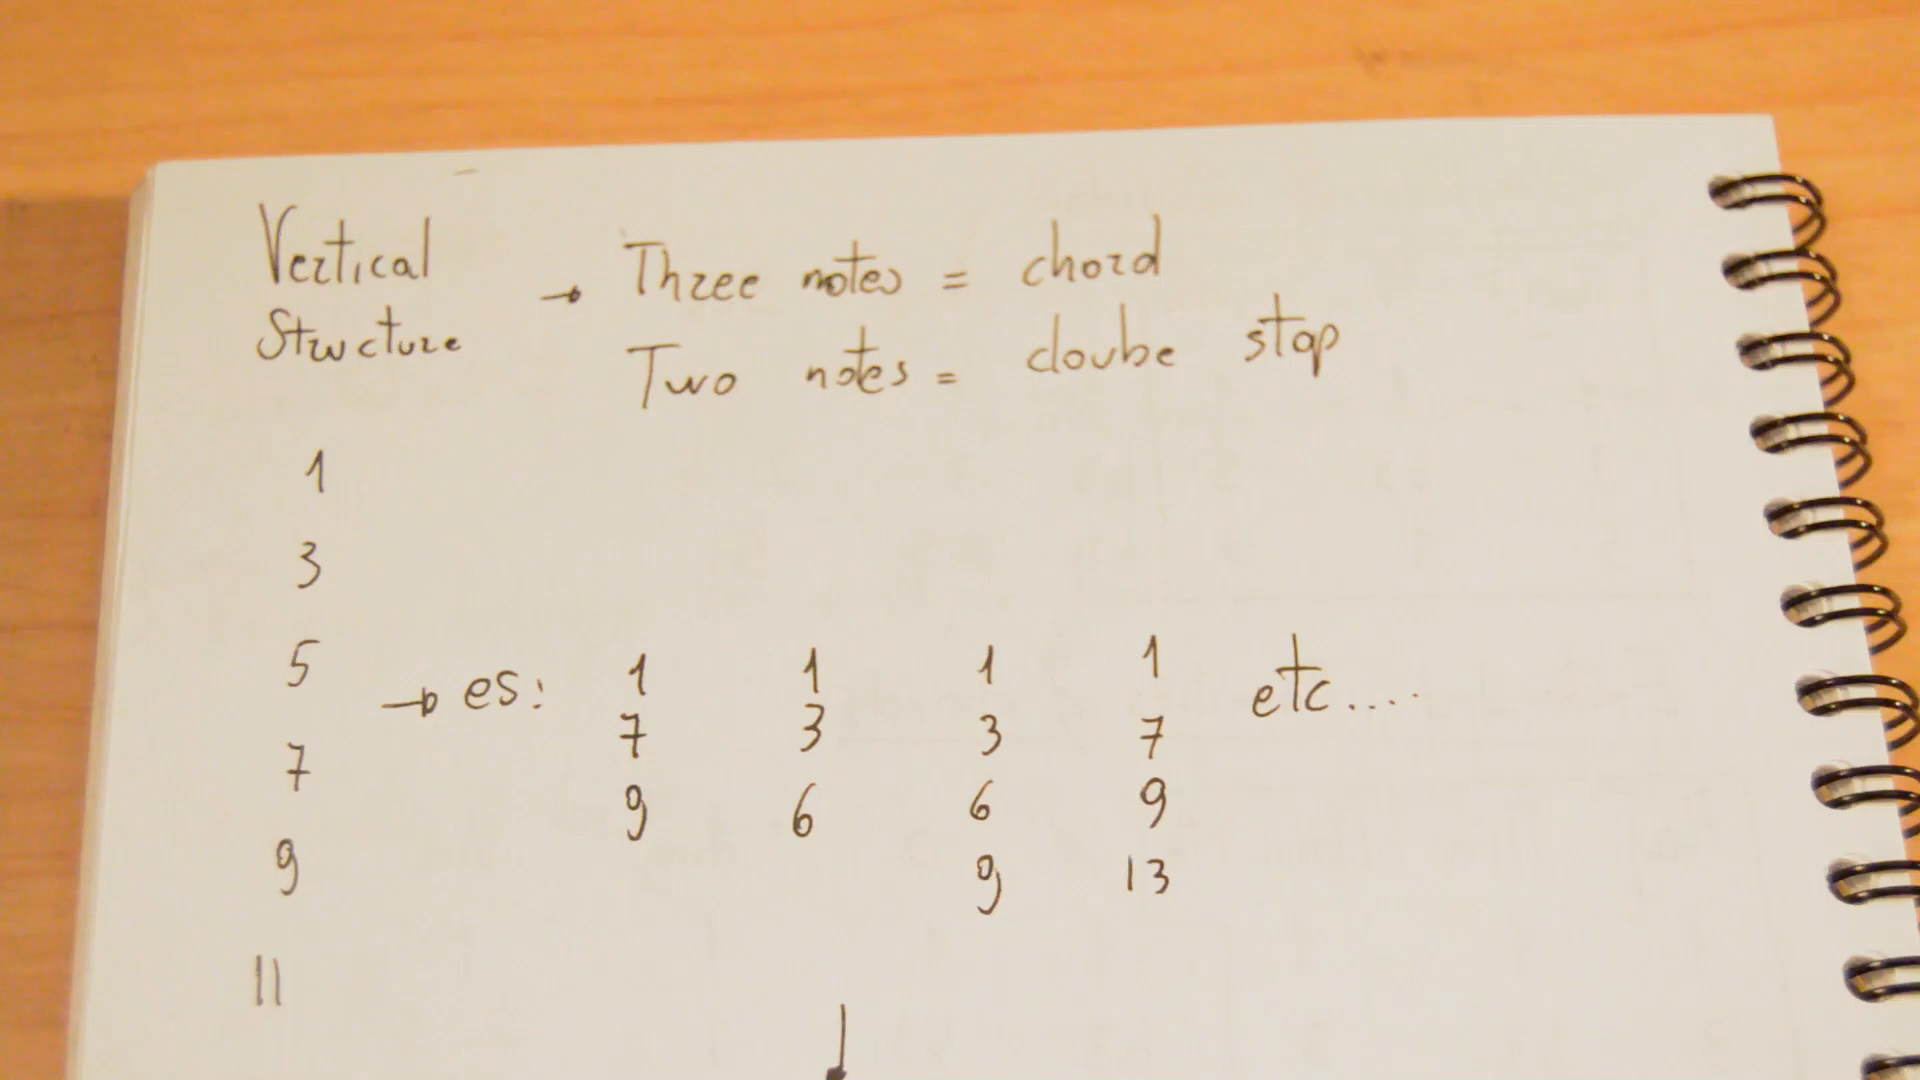 Vertical
Structure
→ Three notes = chord
Two notes = doube stop
1
3
5
7
9
11
→ es:
1 1 1 1 etc....
7 3 3 7
9 6 6 9
9 13